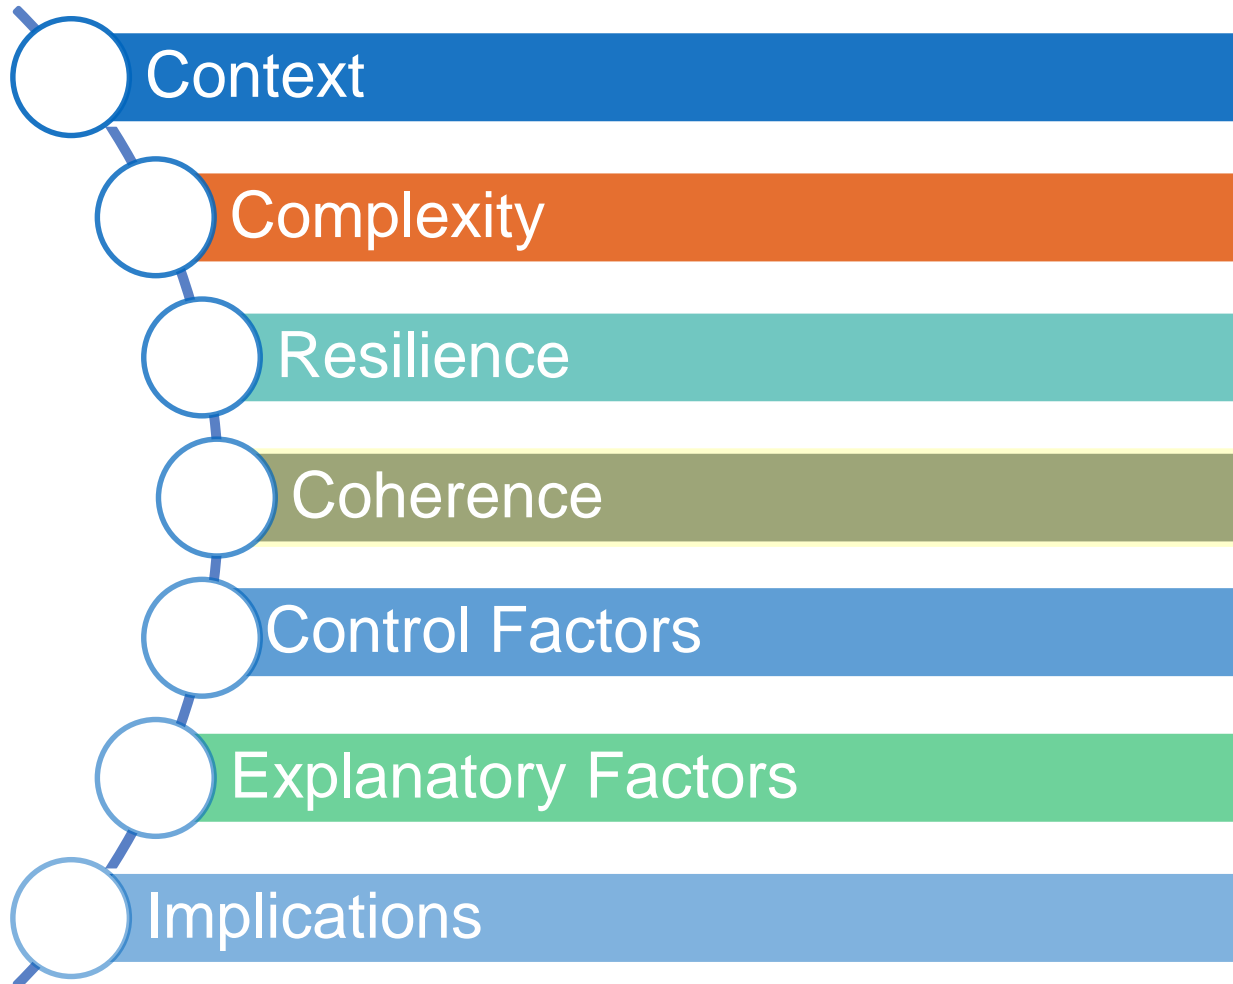 Context
Complexity
Resilience
Coherence
Control Factors
Explanatory Factors
Implications